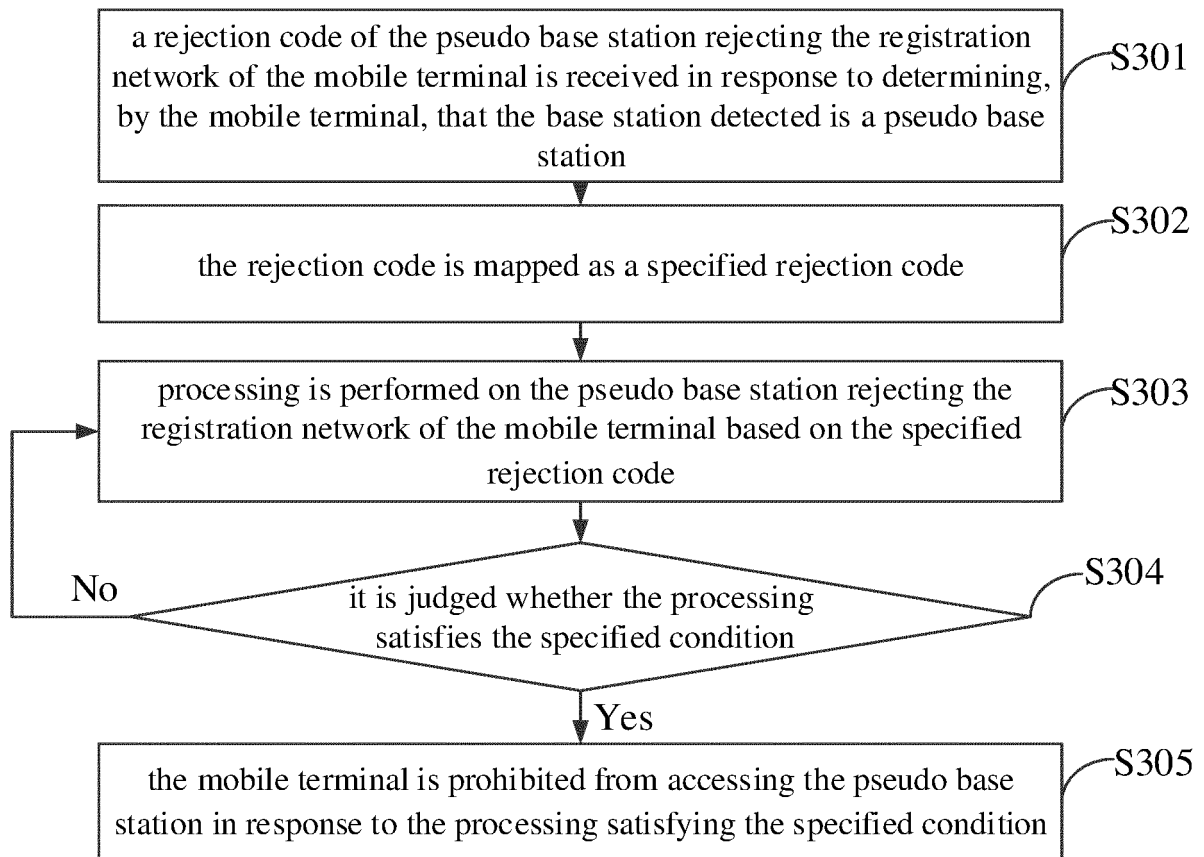 a rejection code of the pseudo base station rejecting the registration
network of the mobile terminal is received in response to determining,
by the mobile terminal, that the base station detected is a pseudo base
station
S301
the rejection code is mapped as a specified rejection code
S302
processing is performed on the pseudo base station rejecting the
registration network of the mobile terminal based on the specified
rejection code
S303
it is judged whether the processing
satisfies the specified condition
S304
No
Yes
the mobile terminal is prohibited from accessing the pseudo base
station in response to the processing satisfying the specified condition
S305